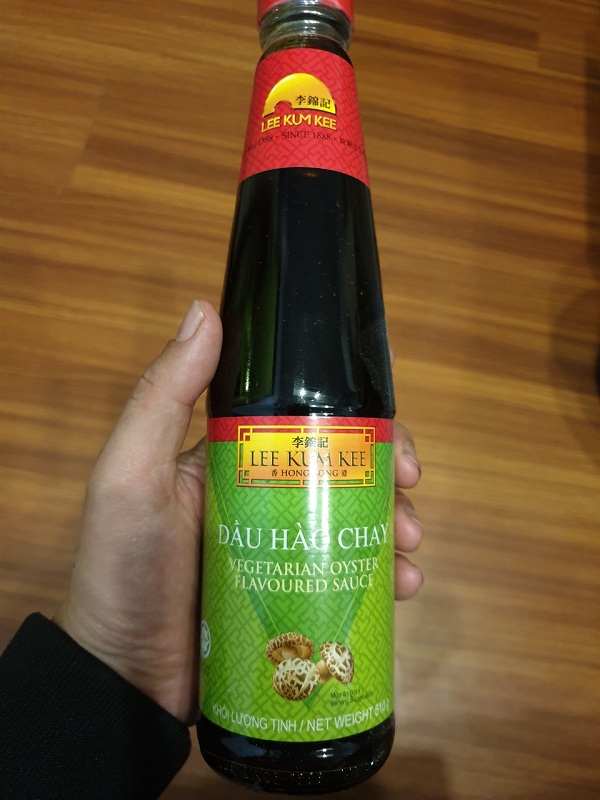 李錦記
LEE KUM KEE
SINCE 1888
李錦記
LEE KUM KEE
香 HONG KONG 港
DẦU HÀO CHAY
VEGETARIAN OYSTER
FLAVOURED SAUCE
KHỐI LƯỢNG TỊNH / NET WEIGHT 510 g